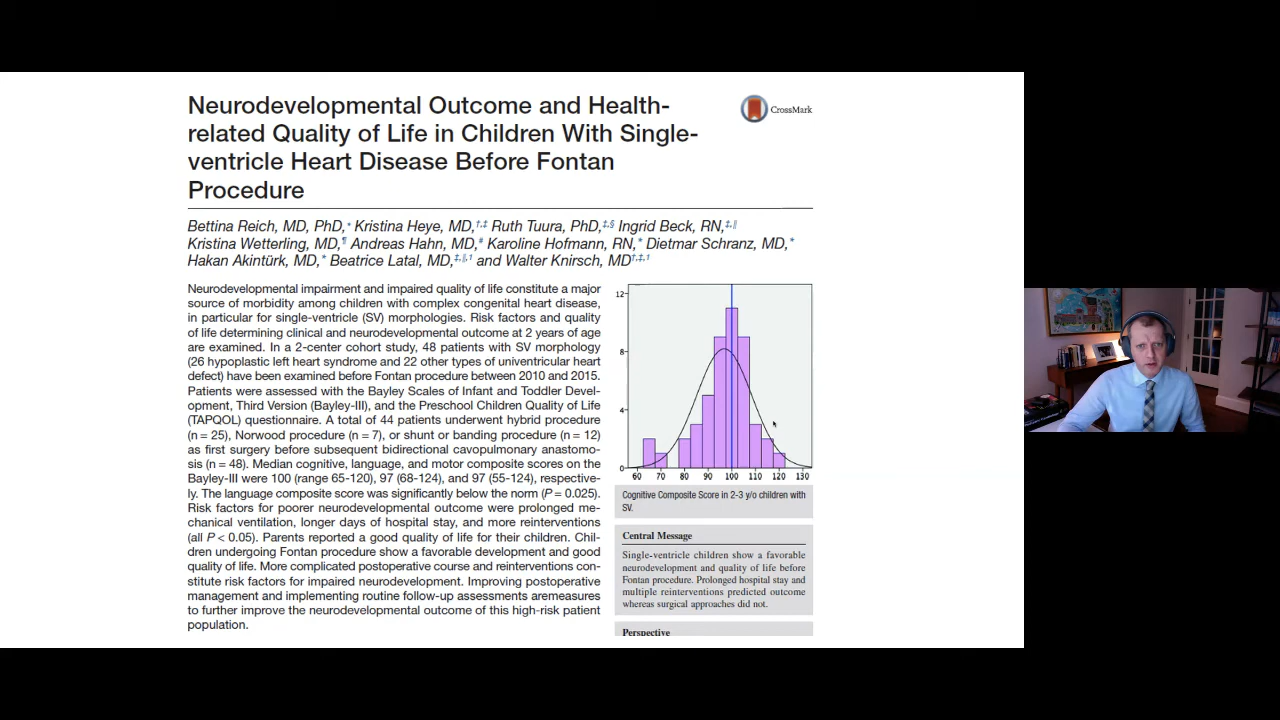 Neurodevelopmental Outcome and Health-
related Quality of Life in Children With Single-
ventricle Heart Disease Before Fontan
Procedure
CrossMark
Bettina Reich, MD, PhD,* Kristina Heye, MD,†,‡ Ruth Tuura, PhD,‡,§ Ingrid Beck, RN,‡,||
Kristina Wetterling, MD,¶ Andreas Hahn, MD,# Karoline Hofmann, RN,* Dietmar Schranz, MD,*
Hakan Akintürk, MD,* Beatrice Latal, MD,‡,||,1 and Walter Knirsch, MD†,‡,1
Neurodevelopmental impairment and impaired quality of life constitute a major
source of morbidity among children with complex congenital heart disease,
in particular for single-ventricle (SV) morphologies. Risk factors and quality
of life determining clinical and neurodevelopmental outcome at 2 years of age
are examined. In a 2-center cohort study, 48 patients with SV morphology
(26 hypoplastic left heart syndrome and 22 other types of univentricular heart
defect) have been examined before Fontan procedure between 2010 and 2015.
Patients were assessed with the Bayley Scales of Infant and Toddler Devel-
opment, Third Version (Bayley-III), and the Preschool Children Quality of Life
(TAPQOL) questionnaire. A total of 44 patients underwent hybrid procedure
(n = 25), Norwood procedure (n = 7), or shunt or banding procedure (n = 12)
as first surgery before subsequent bidirectional cavopulmonary anastomo-
sis (n = 48). Median cognitive, language, and motor composite scores on the
Bayley-III were 100 (range 65-120), 97 (68-124), and 97 (55-124), respective-
ly. The language composite score was significantly below the norm (P = 0.025).
Risk factors for poorer neurodevelopmental outcome were prolonged me-
chanical ventilation, longer days of hospital stay, and more reinterventions
(all P < 0.05). Parents reported a good quality of life for their children. Chil-
dren undergoing Fontan procedure show a favorable development and good
quality of life. More complicated postoperative course and reinterventions con-
stitute risk factors for impaired neurodevelopment. Improving postoperative
management and implementing routine follow-up assessments aremeasures
to further improve the neurodevelopmental outcome of this high-risk patient
population.
12
8
4
0
60 70 80 90 100 110 120 130
Cognitive Composite Score in 2-3 y/o children with
SV.
Central Message
Single-ventricle children show a favorable
neurodevelopment and quality of life before
Fontan procedure. Prolonged hospital stay and
multiple reinterventions predicted outcome
whereas surgical approaches did not.
Perspective